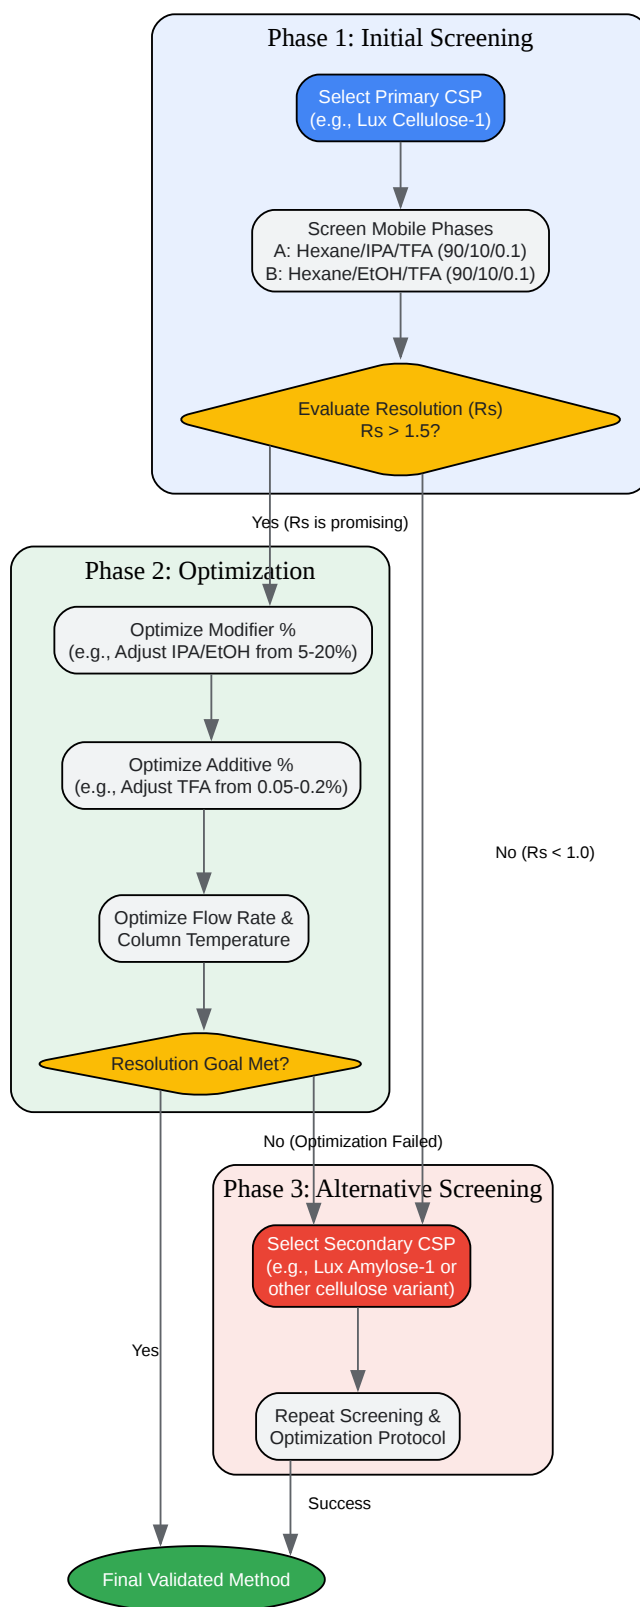 Phase 1: Initial Screening
Select Primary CSP
(e.g., Lux Cellulose-1)
Screen Mobile Phases
A: Hexane/IPA/TFA (90/10/0.1)
B: Hexane/EtOH/TFA (90/10/0.1)
Evaluate Resolution (Rs)
Rs > 1.5?
Yes (Rs is promising)
Phase 2: Optimization
Optimize Modifier %
(e.g., Adjust IPA/EtOH from 5-20%)
Optimize Additive %
(e.g., Adjust TFA from 0.05-0.2%)
No (Rs < 1.0)
Optimize Flow Rate &
Column Temperature
Resolution Goal Met?
No (Optimization Failed)
Phase 3: Alternative Screening
Select Secondary CSP
(e.g., Lux Amylose-1 or
other cellulose variant)
Yes
Repeat Screening &
Optimization Protocol
Success
Final Validated Method